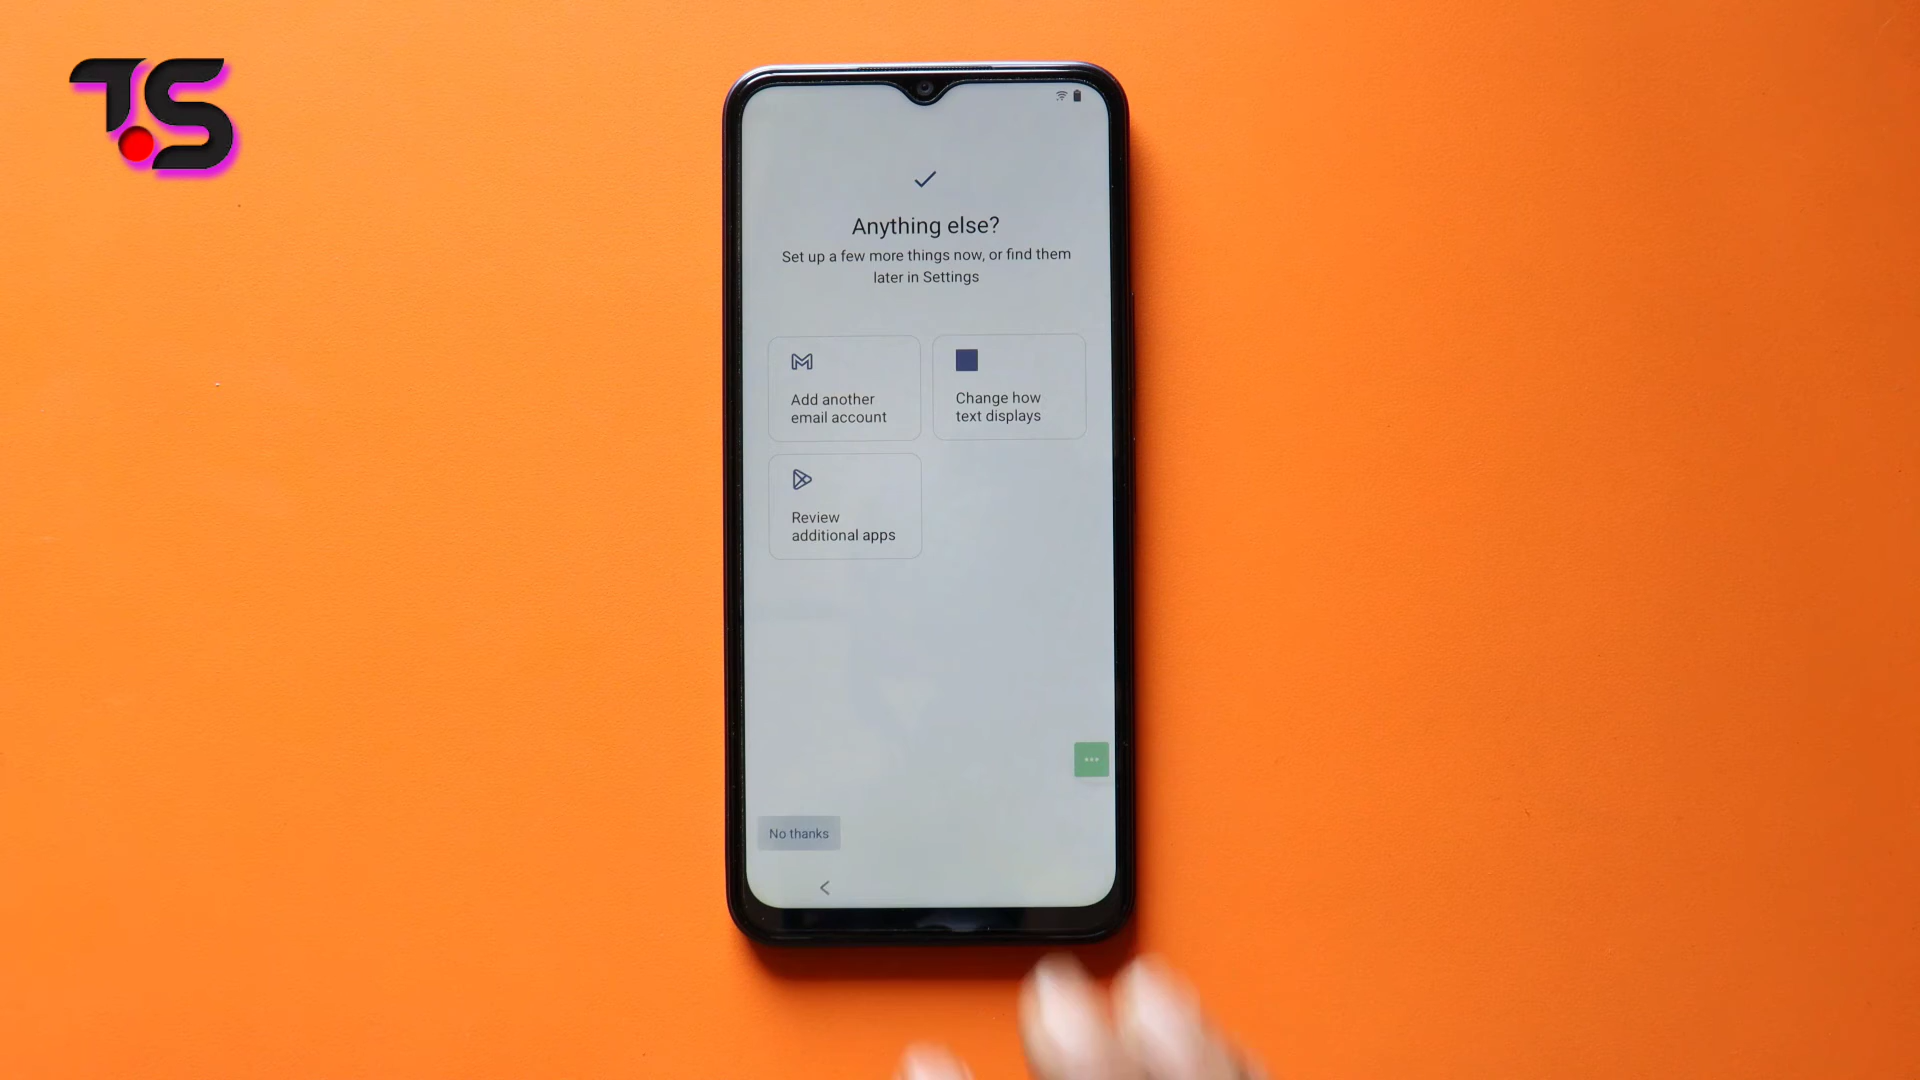 T.S
Anything else?
Set up a few more things now, or find them
later in Settings
Add another
email account
Change how
text displays
Review
additional apps
No thanks